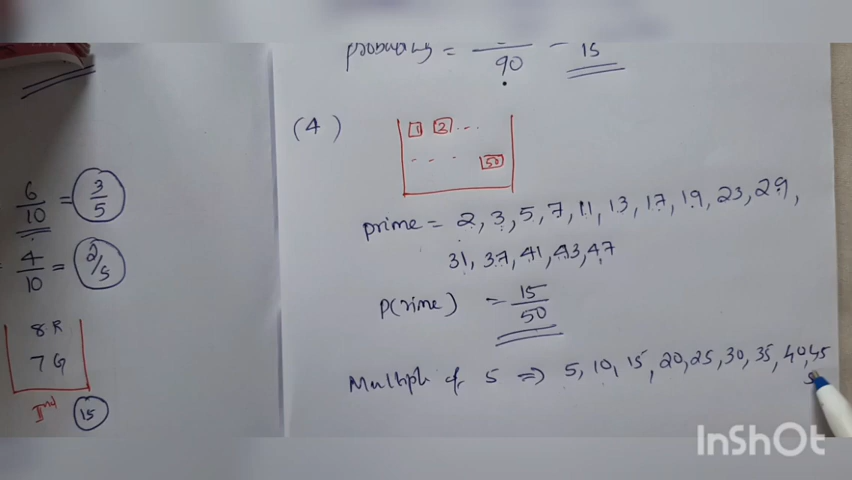 6/10 = 3/5
4/10 = 2/5
8R
7G
15
= /90 = 15
(4)
1 2 ...
... 50
prime = 2, 3, 5, 7, 11, 13, 17, 19, 23, 29,
31, 37, 41, 43, 47
P(rime) = 15/50
Multiple of 5 => 5, 10, 15, 20, 25, 30, 35, 40, 45
InShOt